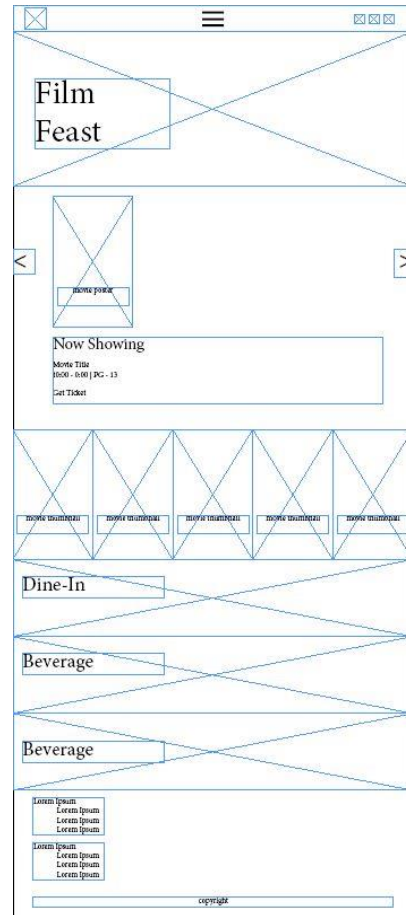 Film
Feast
<
>
movie poster
Now Showing
Movie Title
10:00 - 0:00 | PG - 13
Get Ticket
movie thumbnail
movie thumbnail
movie thumbnail
movie thumbnail
movie thumbnail
Dine-In
Beverage
Beverage
Lorem Ipsum
Lorem Ipsum
Lorem Ipsum
Lorem Ipsum
Lorem Ipsum
Lorem Ipsum
Lorem Ipsum
Lorem Ipsum
copyright